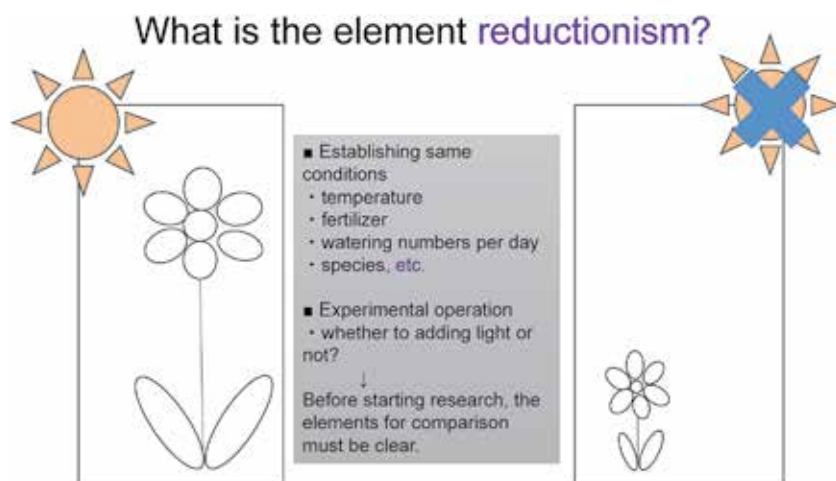 What is the element reductionism?
■ Establishing same
conditions
・temperature
・fertilizer
・watering numbers per day
・species, etc.
■ Experimental operation
・whether to adding light or
not?
↓
Before starting research, the
elements for comparison
must be clear.